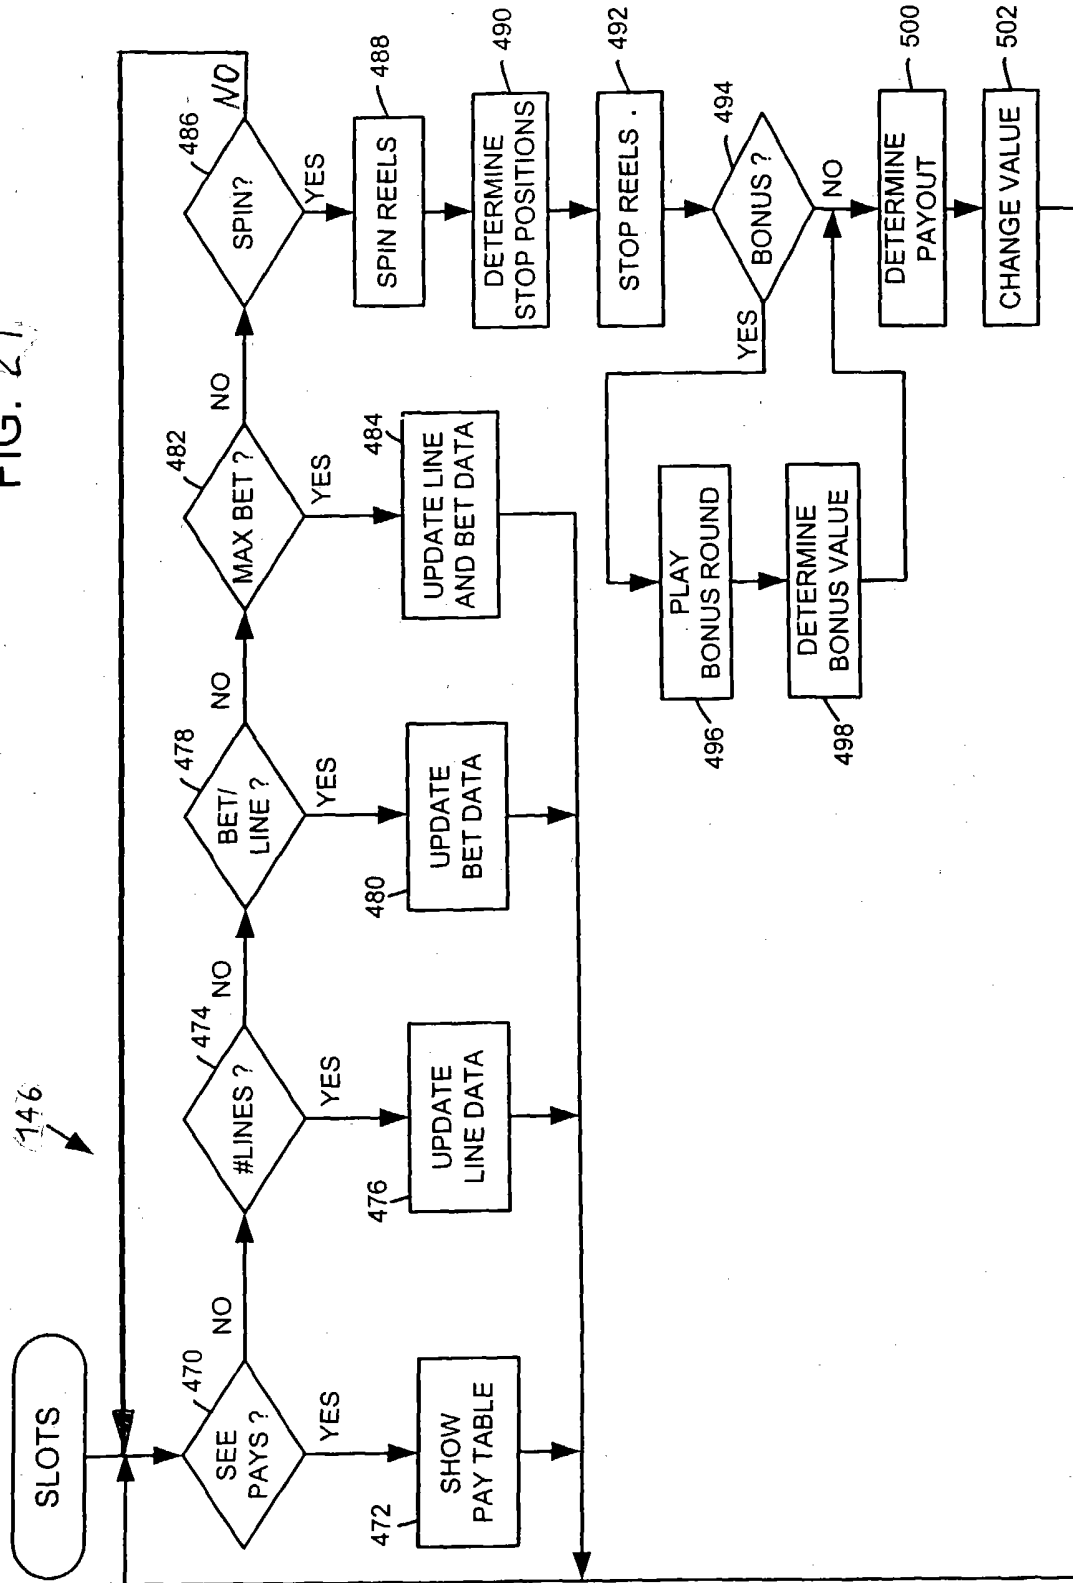 FIG. 21
146
SLOTS
470
SEE
PAYS ?
NO
YES
472
SHOW
PAY TABLE
474
#LINES ?
NO
YES
476
UPDATE
LINE DATA
478
BET/
LINE ?
NO
YES
480
UPDATE
BET DATA
482
MAX BET ?
NO
YES
484
UPDATE LINE
AND BET DATA
486
SPIN?
NO
YES
488
SPIN REELS
490
DETERMINE
STOP POSITIONS
492
STOP REELS .
494
BONUS ?
YES
NO
496
PLAY
BONUS ROUND
498
DETERMINE
BONUS VALUE
500
DETERMINE
PAYOUT
502
CHANGE VALUE